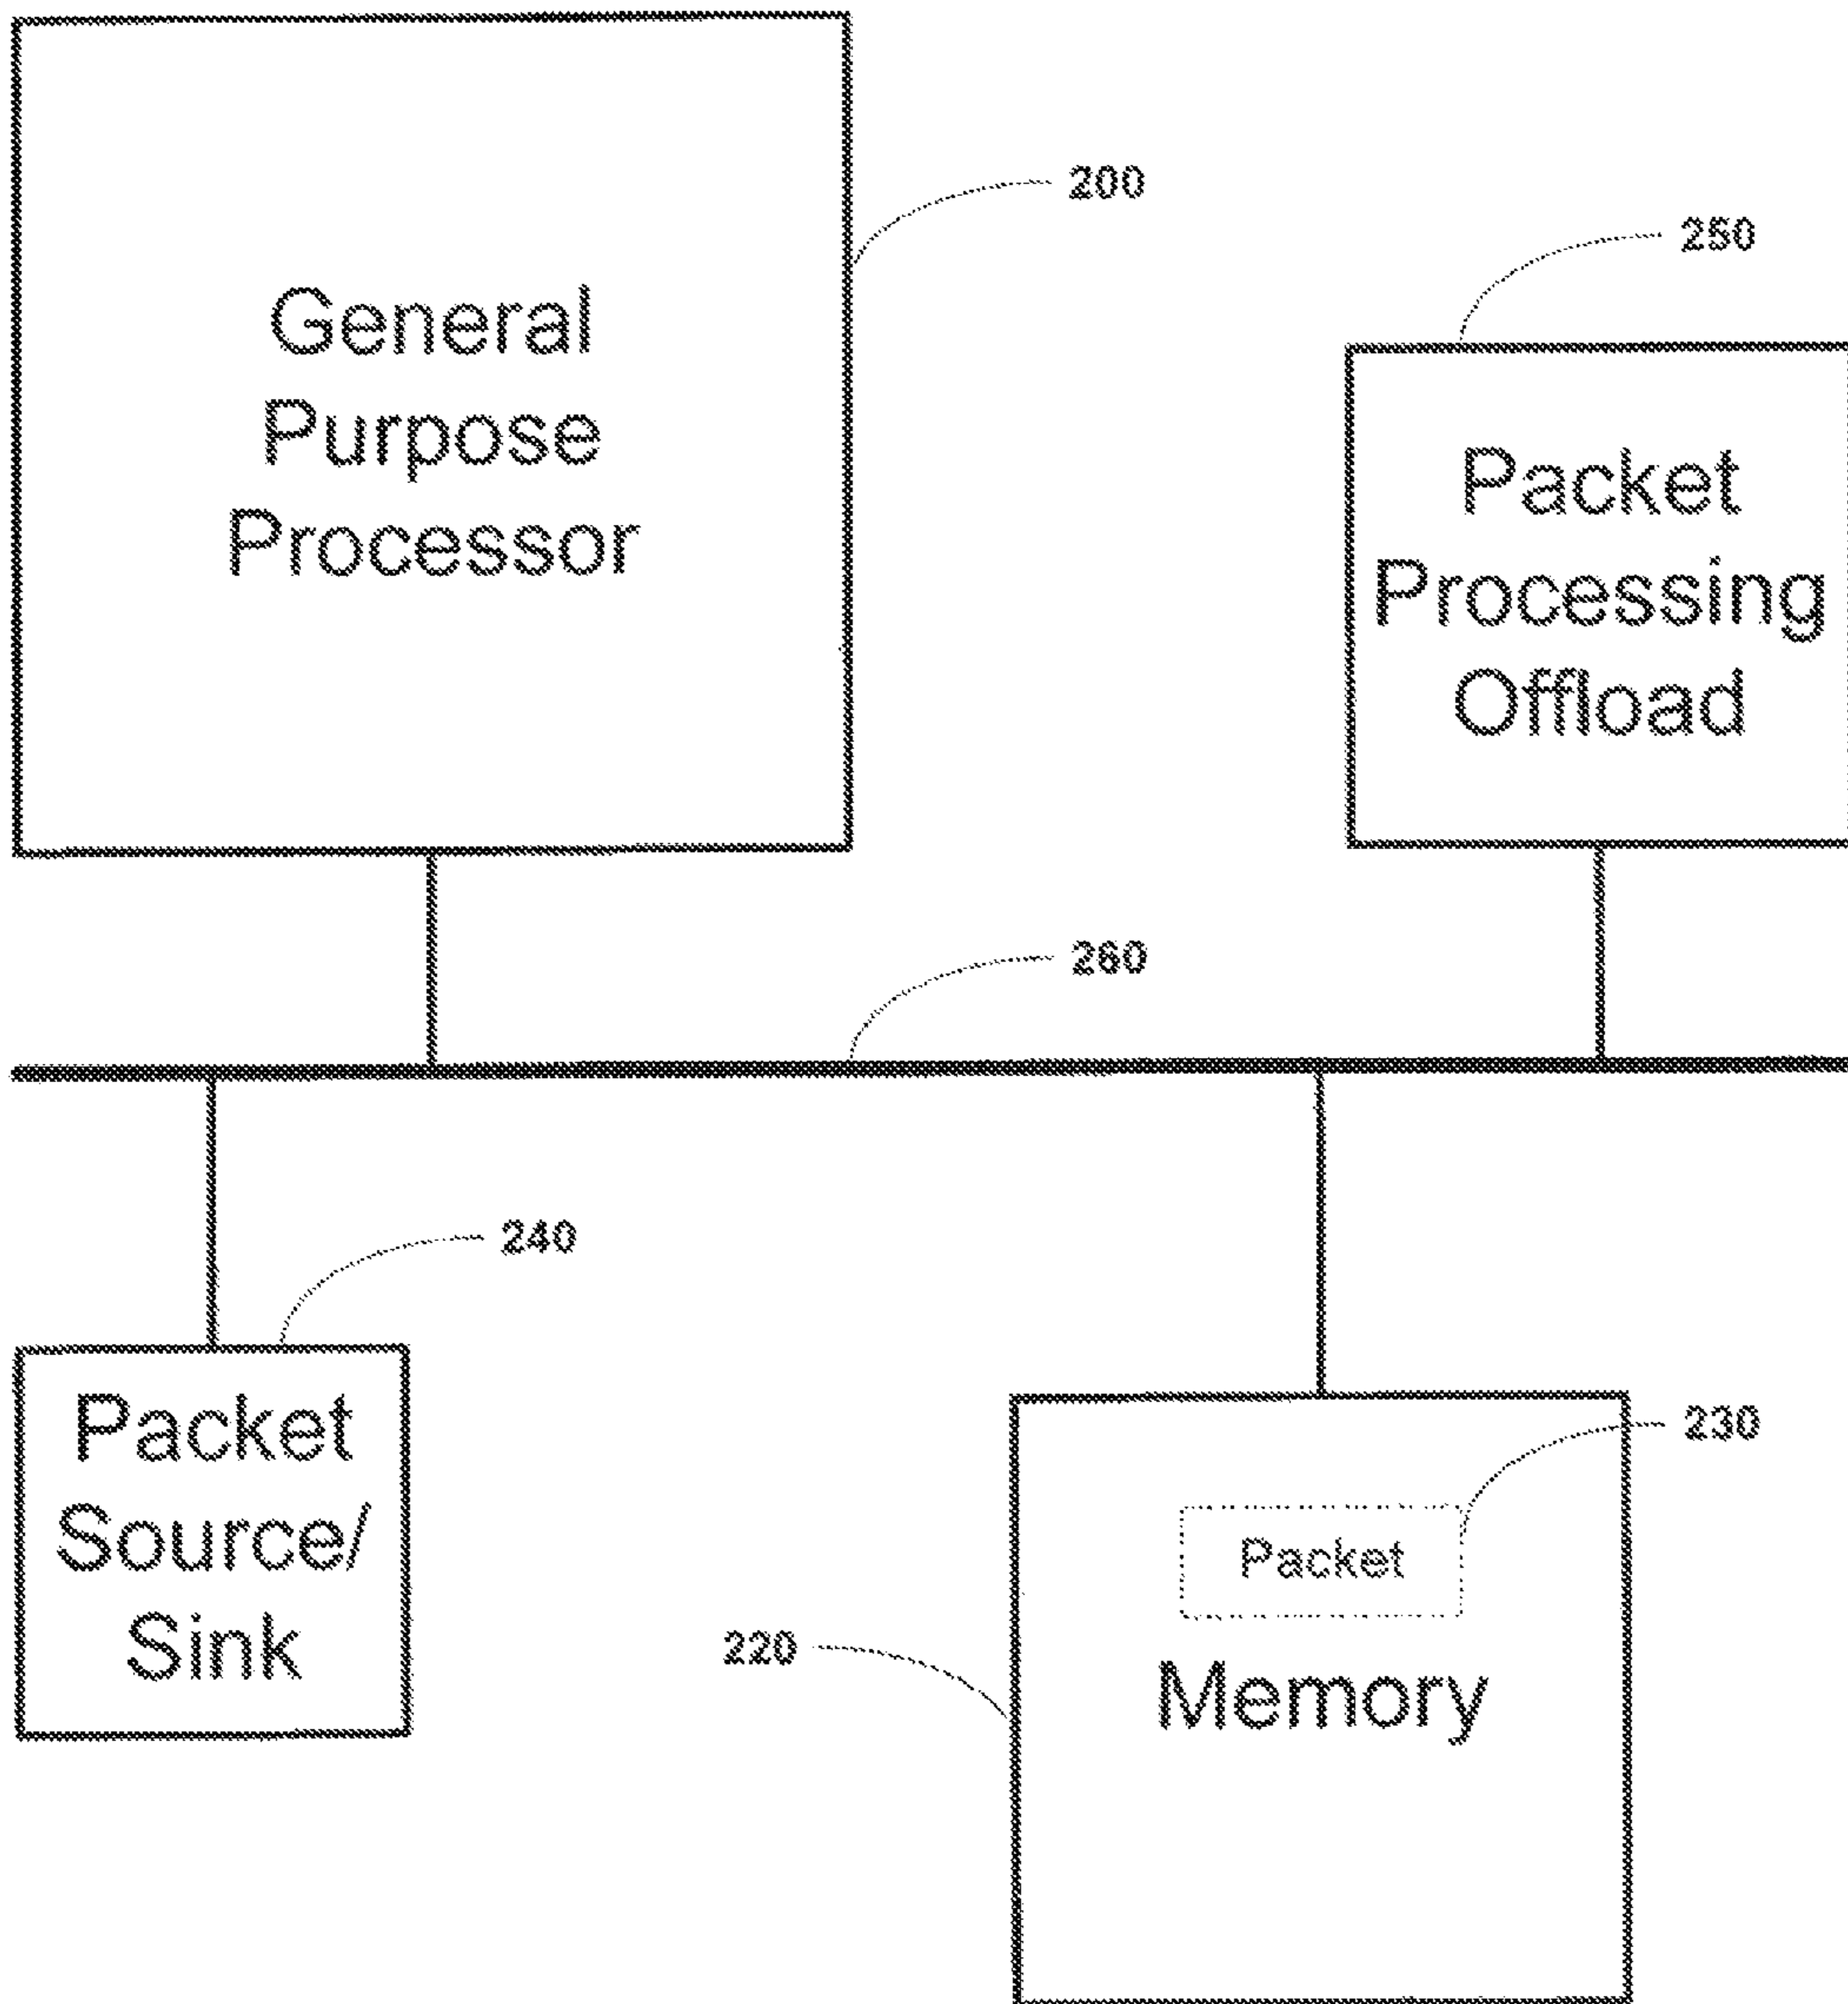 General
Purpose
Processor
200
250
Packet
Processing
Offload
260
240
Packet
Source/
Sink
230
Packet
220
Memory